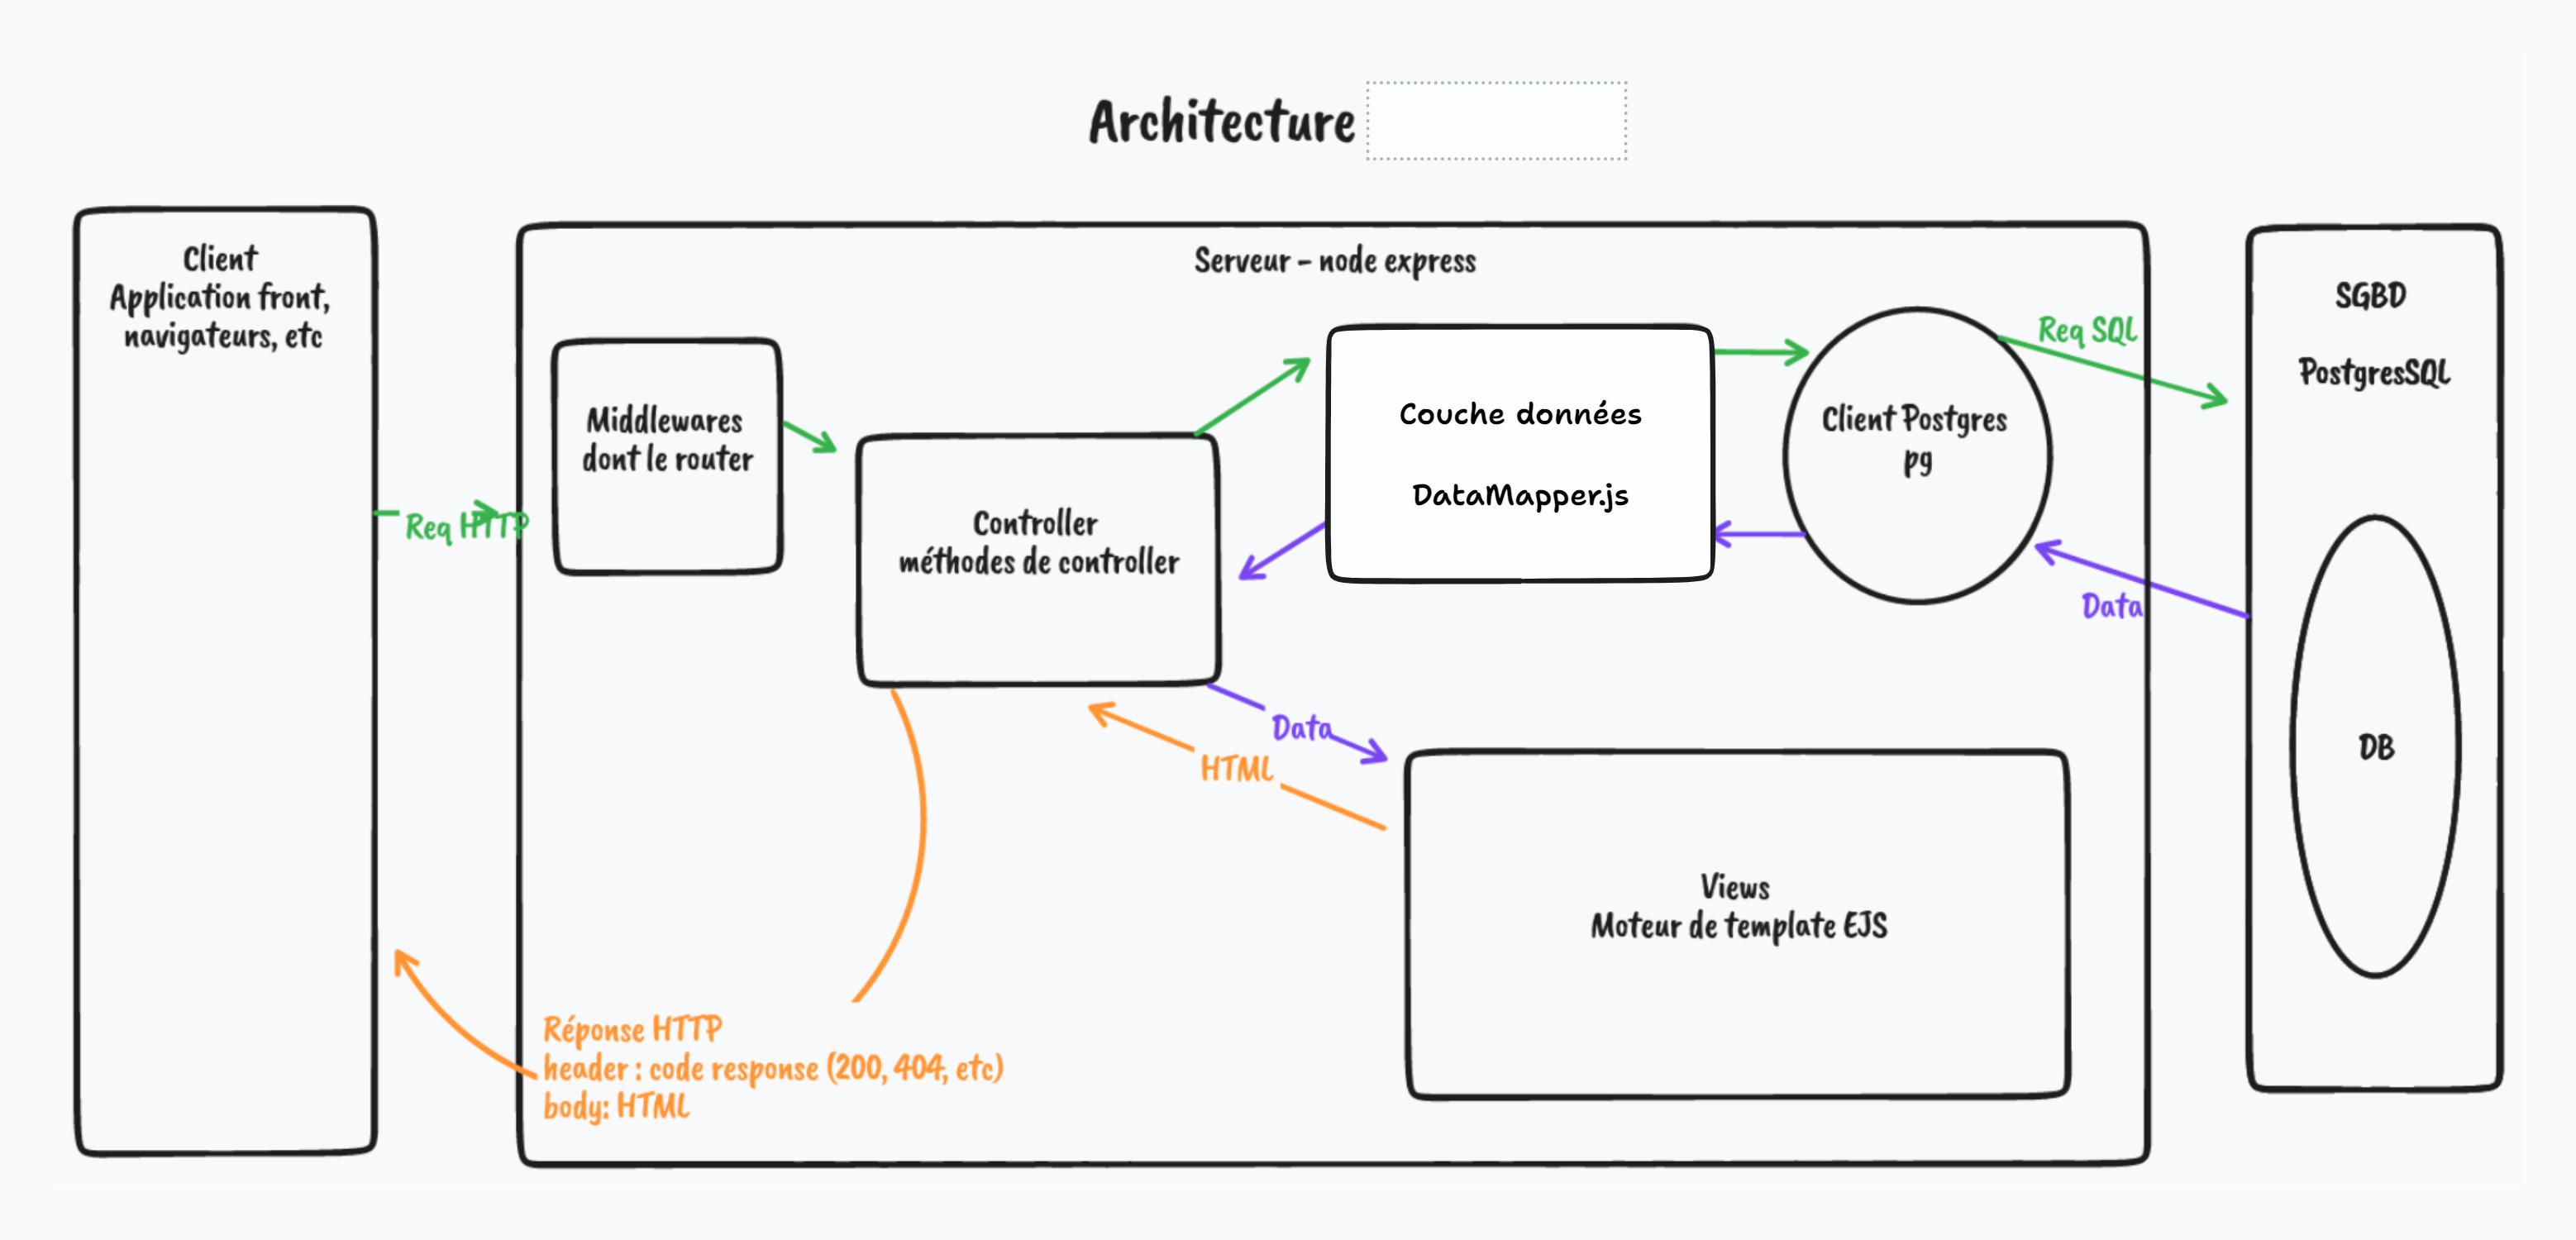 Architecture
Client
Application front,
navigateurs, etc
Req HTTP
Serveur - node express
Middlewares
dont le router
Controller
méthodes de controller
Couche données
DataMapper.js
Client Postgres
pg
Req SQL
Data
SGBD
PostgresSQL
DB
Data
HTML
Views
Moteur de template EJS
Réponse HTTP
header : code response (200, 404, etc)
body: HTML